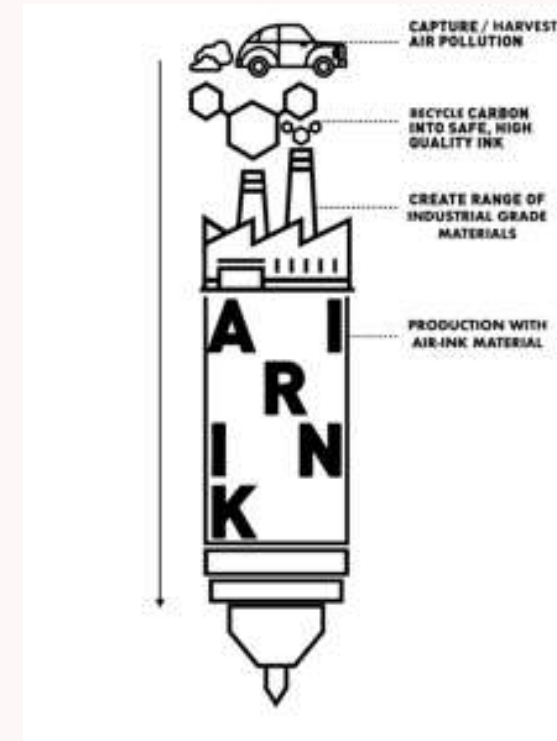 CAPTURE / HARVEST
AIR POLLUTION
RECYCLE CARBON
INTO SAFE, HIGH
QUALITY INK
CREATE RANGE OF
INDUSTRIAL GRADE
MATERIALS
A I
R
I N
K
PRODUCTION WITH
AIR-INK MATERIAL